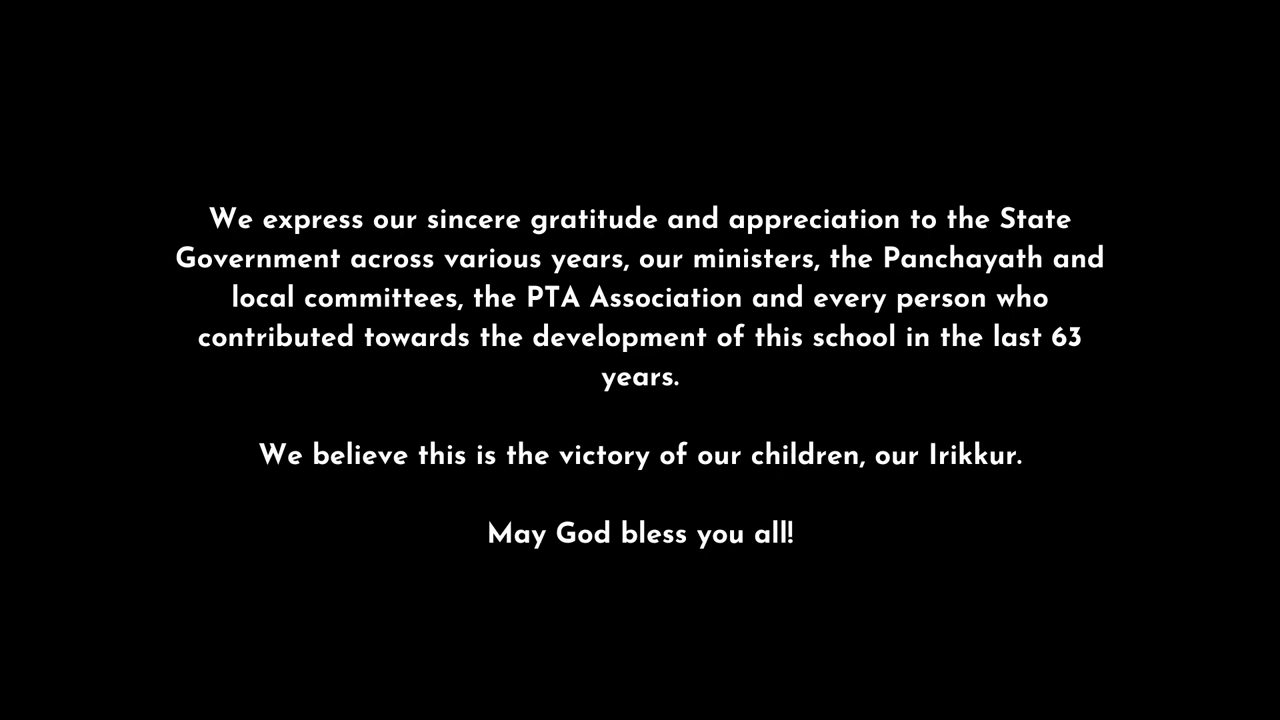 We express our sincere gratitude and appreciation to the State
Government across various years, our ministers, the Panchayath and
local committees, the PTA Association and every person who
contributed towards the development of this school in the last 63
years.
We believe this is the victory of our children, our Irikkur.
May God bless you all!